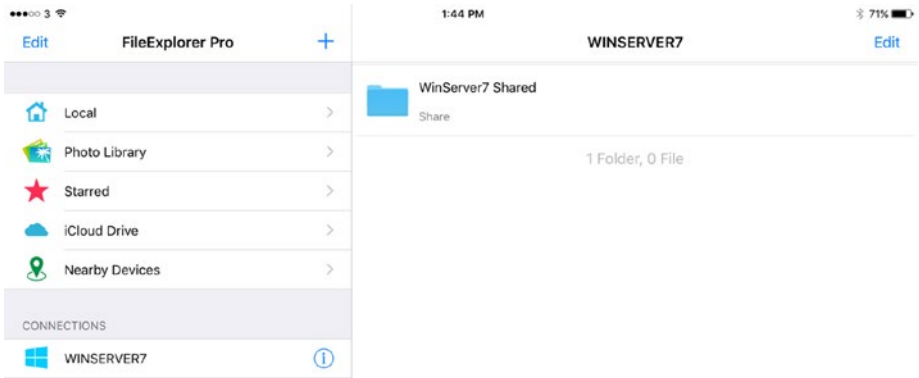 3 1:44 PM 71%
Edit FileExplorer Pro + WINSERVER7 Edit
WinServer7 Shared
Share
1 Folder, 0 File
Local
Photo Library
Starred
iCloud Drive
Nearby Devices
CONNECTIONS
WINSERVER7